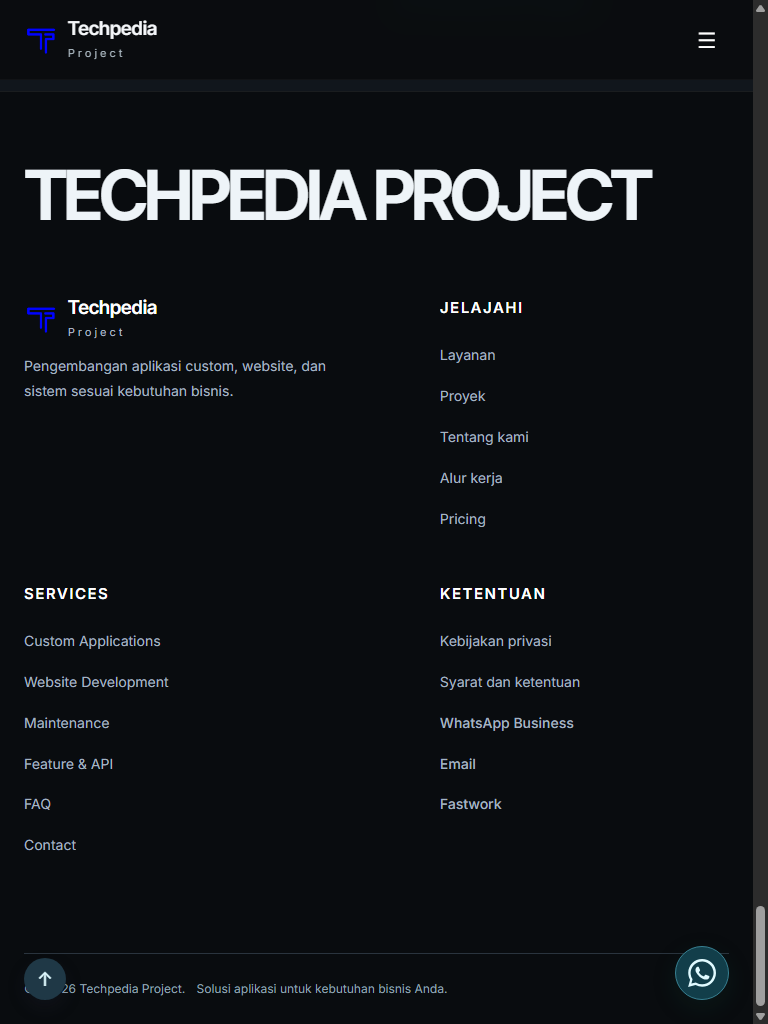 Techpedia
Project
TECHPEDIA PROJECT
Techpedia
Project
Pengembangan aplikasi custom, website, dan
sistem sesuai kebutuhan bisnis.
JELAJAHI
Layanan
Proyek
Tentang kami
Alur kerja
Pricing
SERVICES
Custom Applications
Website Development
Maintenance
Feature & API
FAQ
Contact
KETENTUAN
Kebijakan privasi
Syarat dan ketentuan
WhatsApp Business
Email
Fastwork
26 Techpedia Project. Solusi aplikasi untuk kebutuhan bisnis Anda.